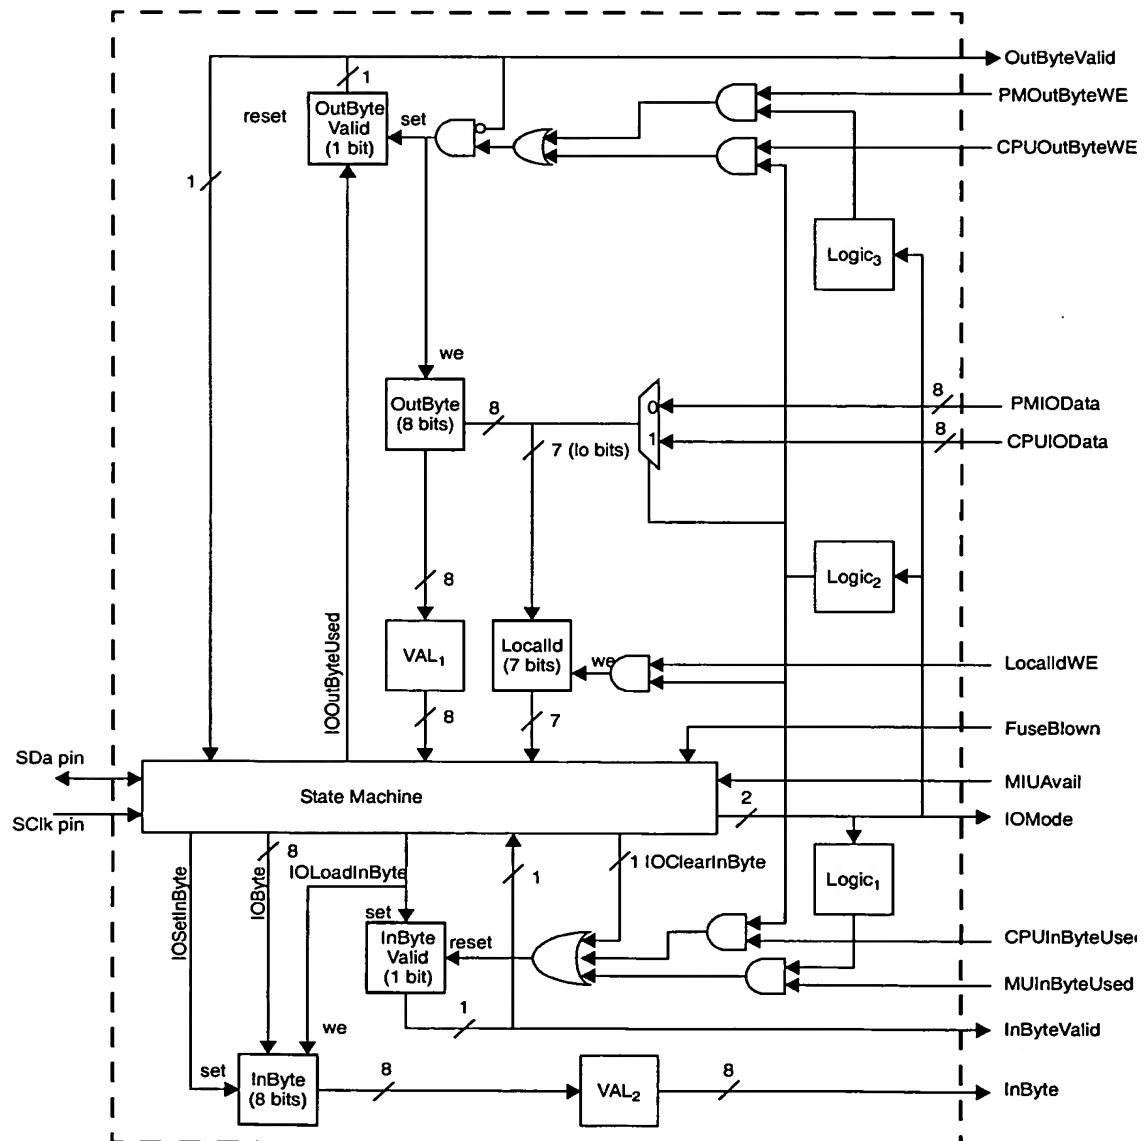 OutByteValid
PMOutByteWE
CPUOutByteWE
1
reset
OutByte
Valid
(1 bit)
set
1
Logic3
we
OutByte
(8 bits)
8
7 (lo bits)
0
1
8
PMIOData
8
CPUIOData
Logic2
8
VAL1
8
IOOutByteUsed
LocalId
(7 bits)
we
7
LocalIdWE
FuseBlown
MIUAvail
IOMode
2
SDa pin
SClk pin
State Machine
Logic1
IOSetInByte
IOByte
8
IOLoadInByte
1
1
IOClearInByte
set
InByte
Valid
(1 bit)
reset
CPUInByteUsed
MUInByteUsed
1
InByteValid
we
set
InByte
(8 bits)
8
VAL2
8
InByte